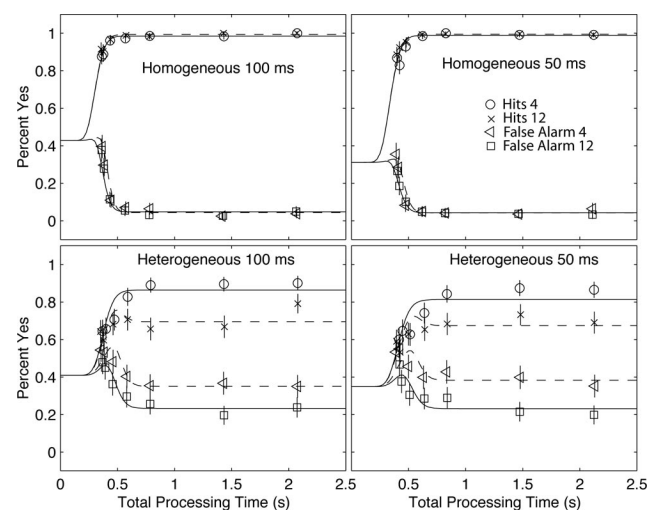 1
0.8
0.6
0.4
0.2
0
Percent Yes
Homogeneous 100 ms
Homogeneous 50 ms
Hits 4
Hits 12
False Alarm 4
False Alarm 12
1
0.8
0.6
0.4
0.2
0
Percent Yes
Heterogeneous 100 ms
Heterogeneous 50 ms
0 0.5 1 1.5 2 2.5
0.5 1 1.5 2 2.5
Total Processing Time (s)
Total Processing Time (s)